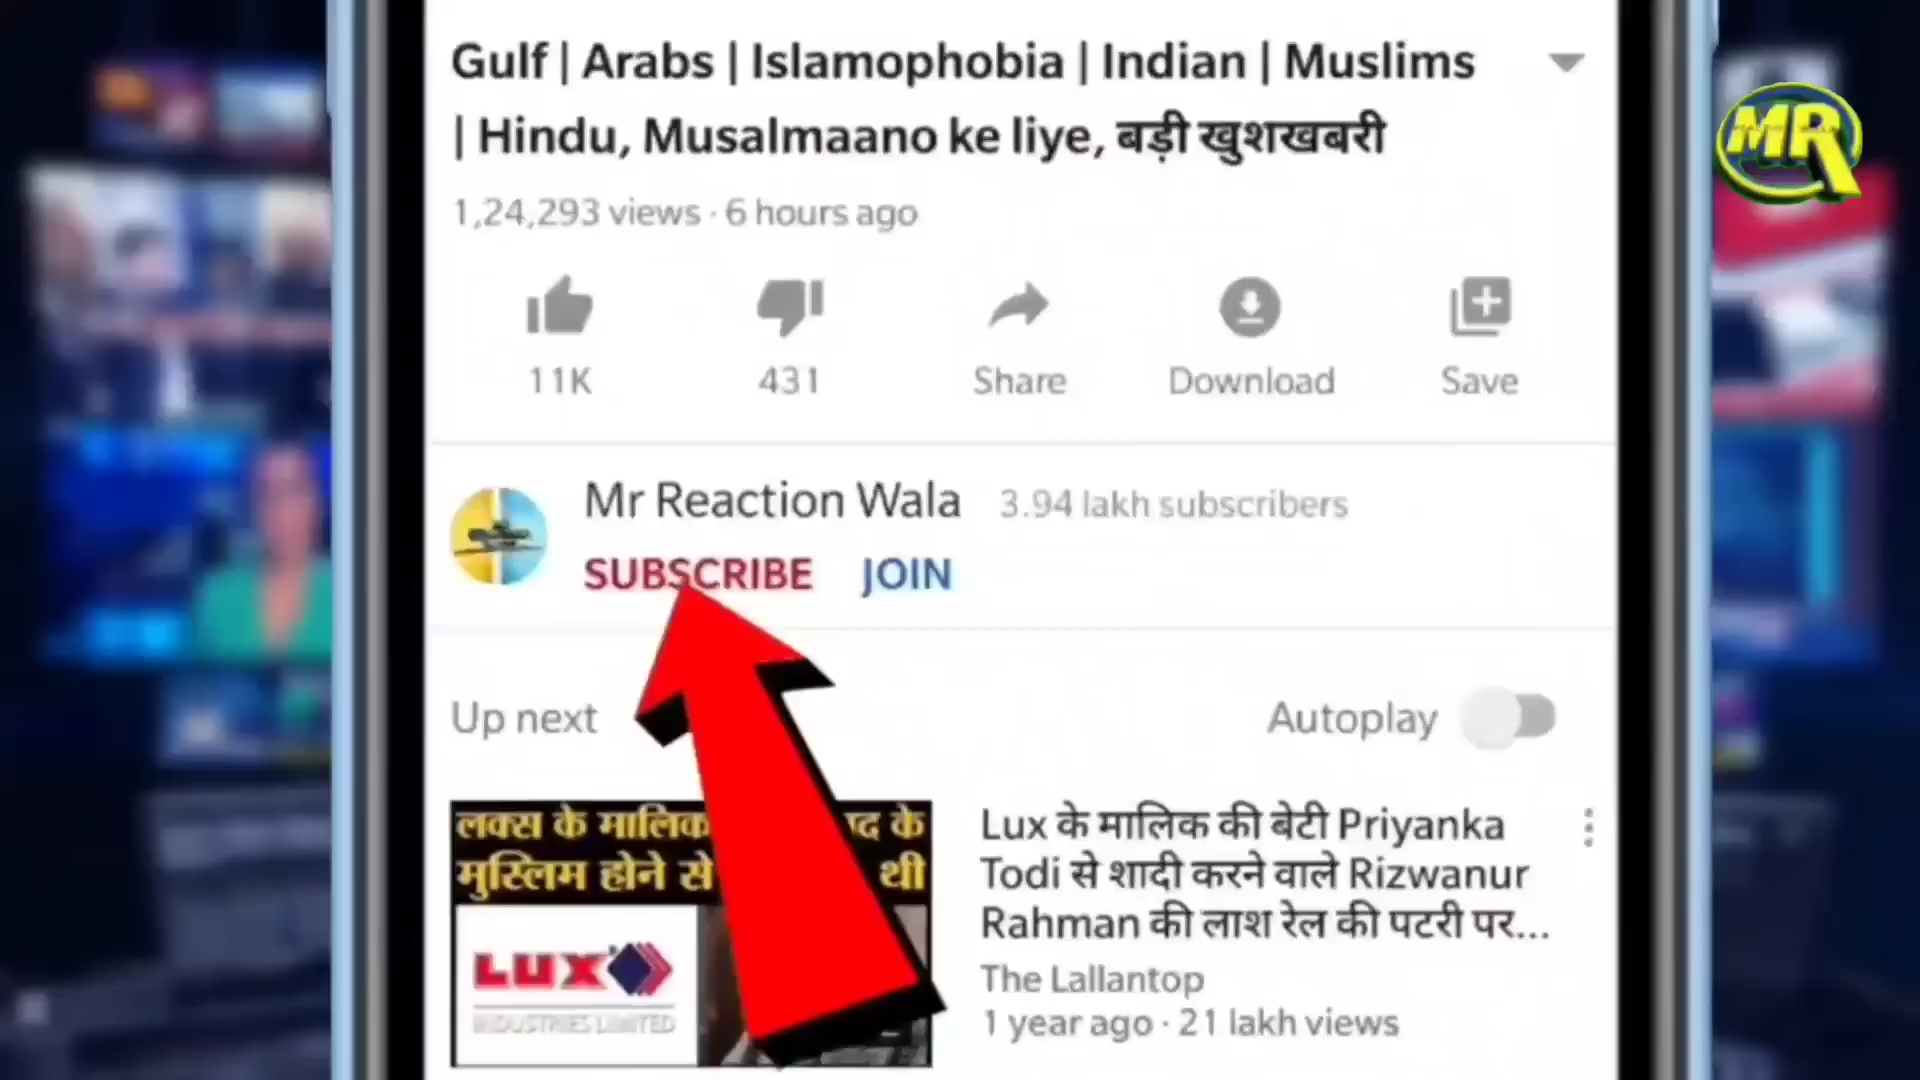 Gulf | Arabs | Islamophobia | Indian | Muslims
| Hindu, Musalmaano ke liye, बड़ी खुशखबरी
1,24,293 views · 6 hours ago
11K
431
Share
Download
Save
Mr Reaction Wala
3.94 lakh subscribers
SUBSCRIBE
JOIN
Up next
Autoplay
लक्स के मालिक
के
मुस्लिम होने से
थी
LUX
INDUSTRIES LIMITED
Lux के मालिक की बेटी Priyanka
Todi से शादी करने वाले Rizwanur
Rahman की लाश रेल की पटरी पर...
The Lallantop
1 year ago · 21 lakh views
MR